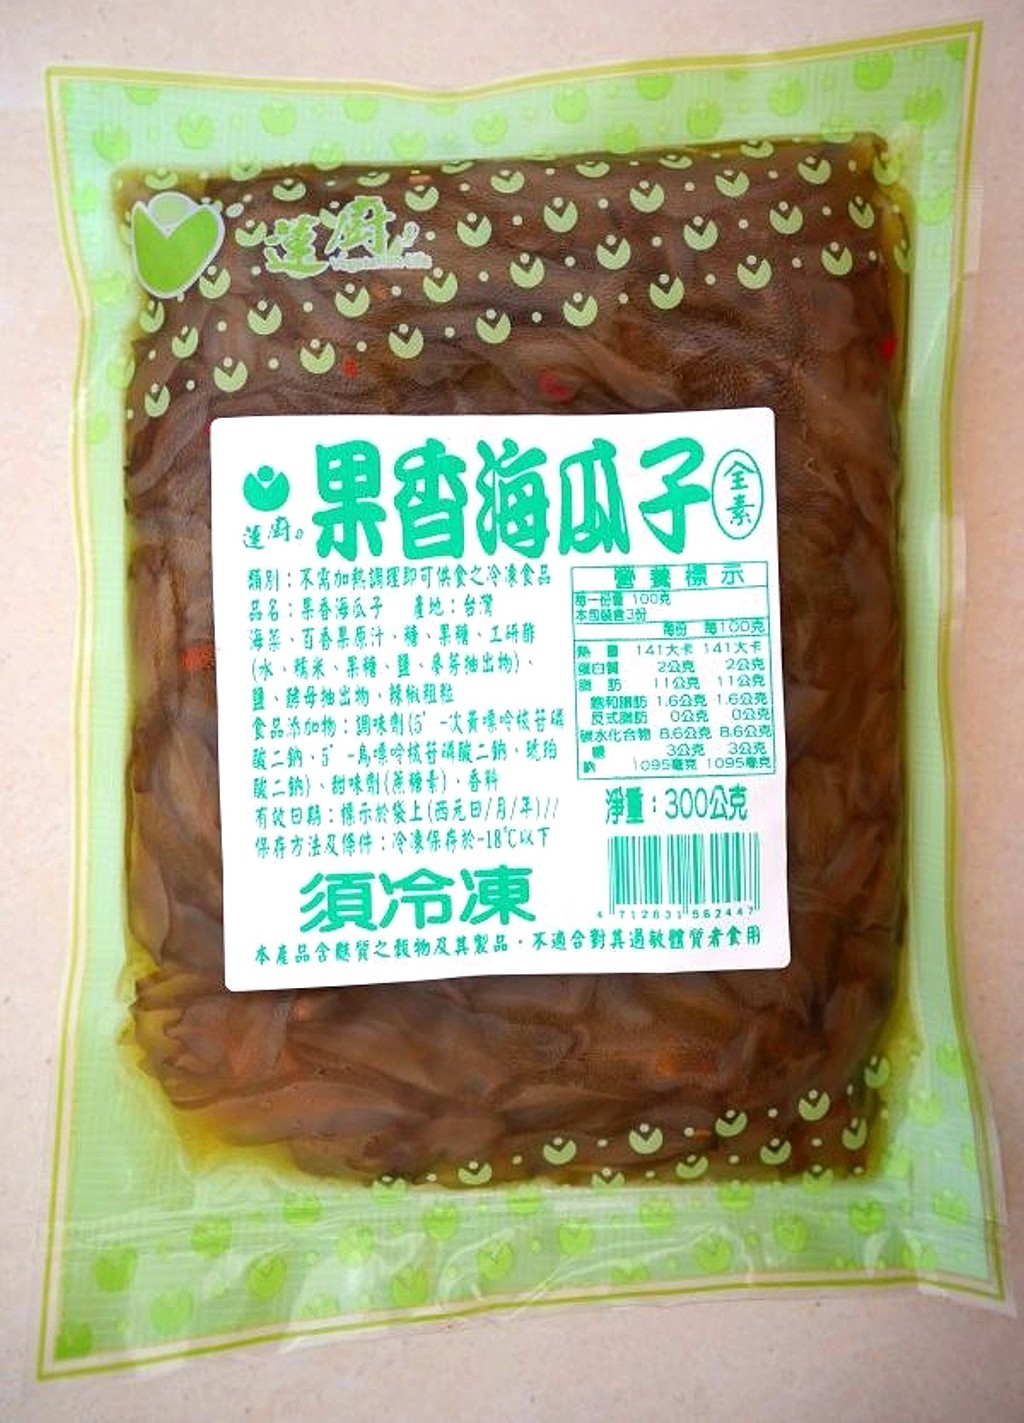 蓮廚
蓮廚
果香海瓜子
全素
類別：不需加熱調理即可供食之冷凍食品
品名：果香海瓜子 產地：台灣
海菜、百香果原汁、糖、果糖、工研酢
(水、糯米、果糖、鹽、麥芽抽出物)、
鹽、酵母抽出物、辣椒粗粒
食品添加物：調味劑(5'-次黃嘌呤核苷磷
酸二鈉、5'-鳥嘌呤核苷磷酸二鈉、琥珀
酸二鈉)、甜味劑(蔗糖素)、香料
有效日期：標示於袋上(西元日/月/年)//
保存方法及條件：冷凍保存於-18℃以下
須冷凍
營養標示
每一份量 100克
本包裝含3份
每份 每100克
熱量 141大卡 141大卡
蛋白質 2公克 2公克
脂肪 11公克 11公克
飽和脂肪 1.6公克 1.6公克
反式脂肪 0公克 0公克
碳水化合物 8.6公克 8.6公克
糖 3公克 3公克
鈉 1095毫克 1095毫克
淨重：300公克
4 712831 562447
本產品含麩質之穀物及其製品，不適合對其過敏體質者食用